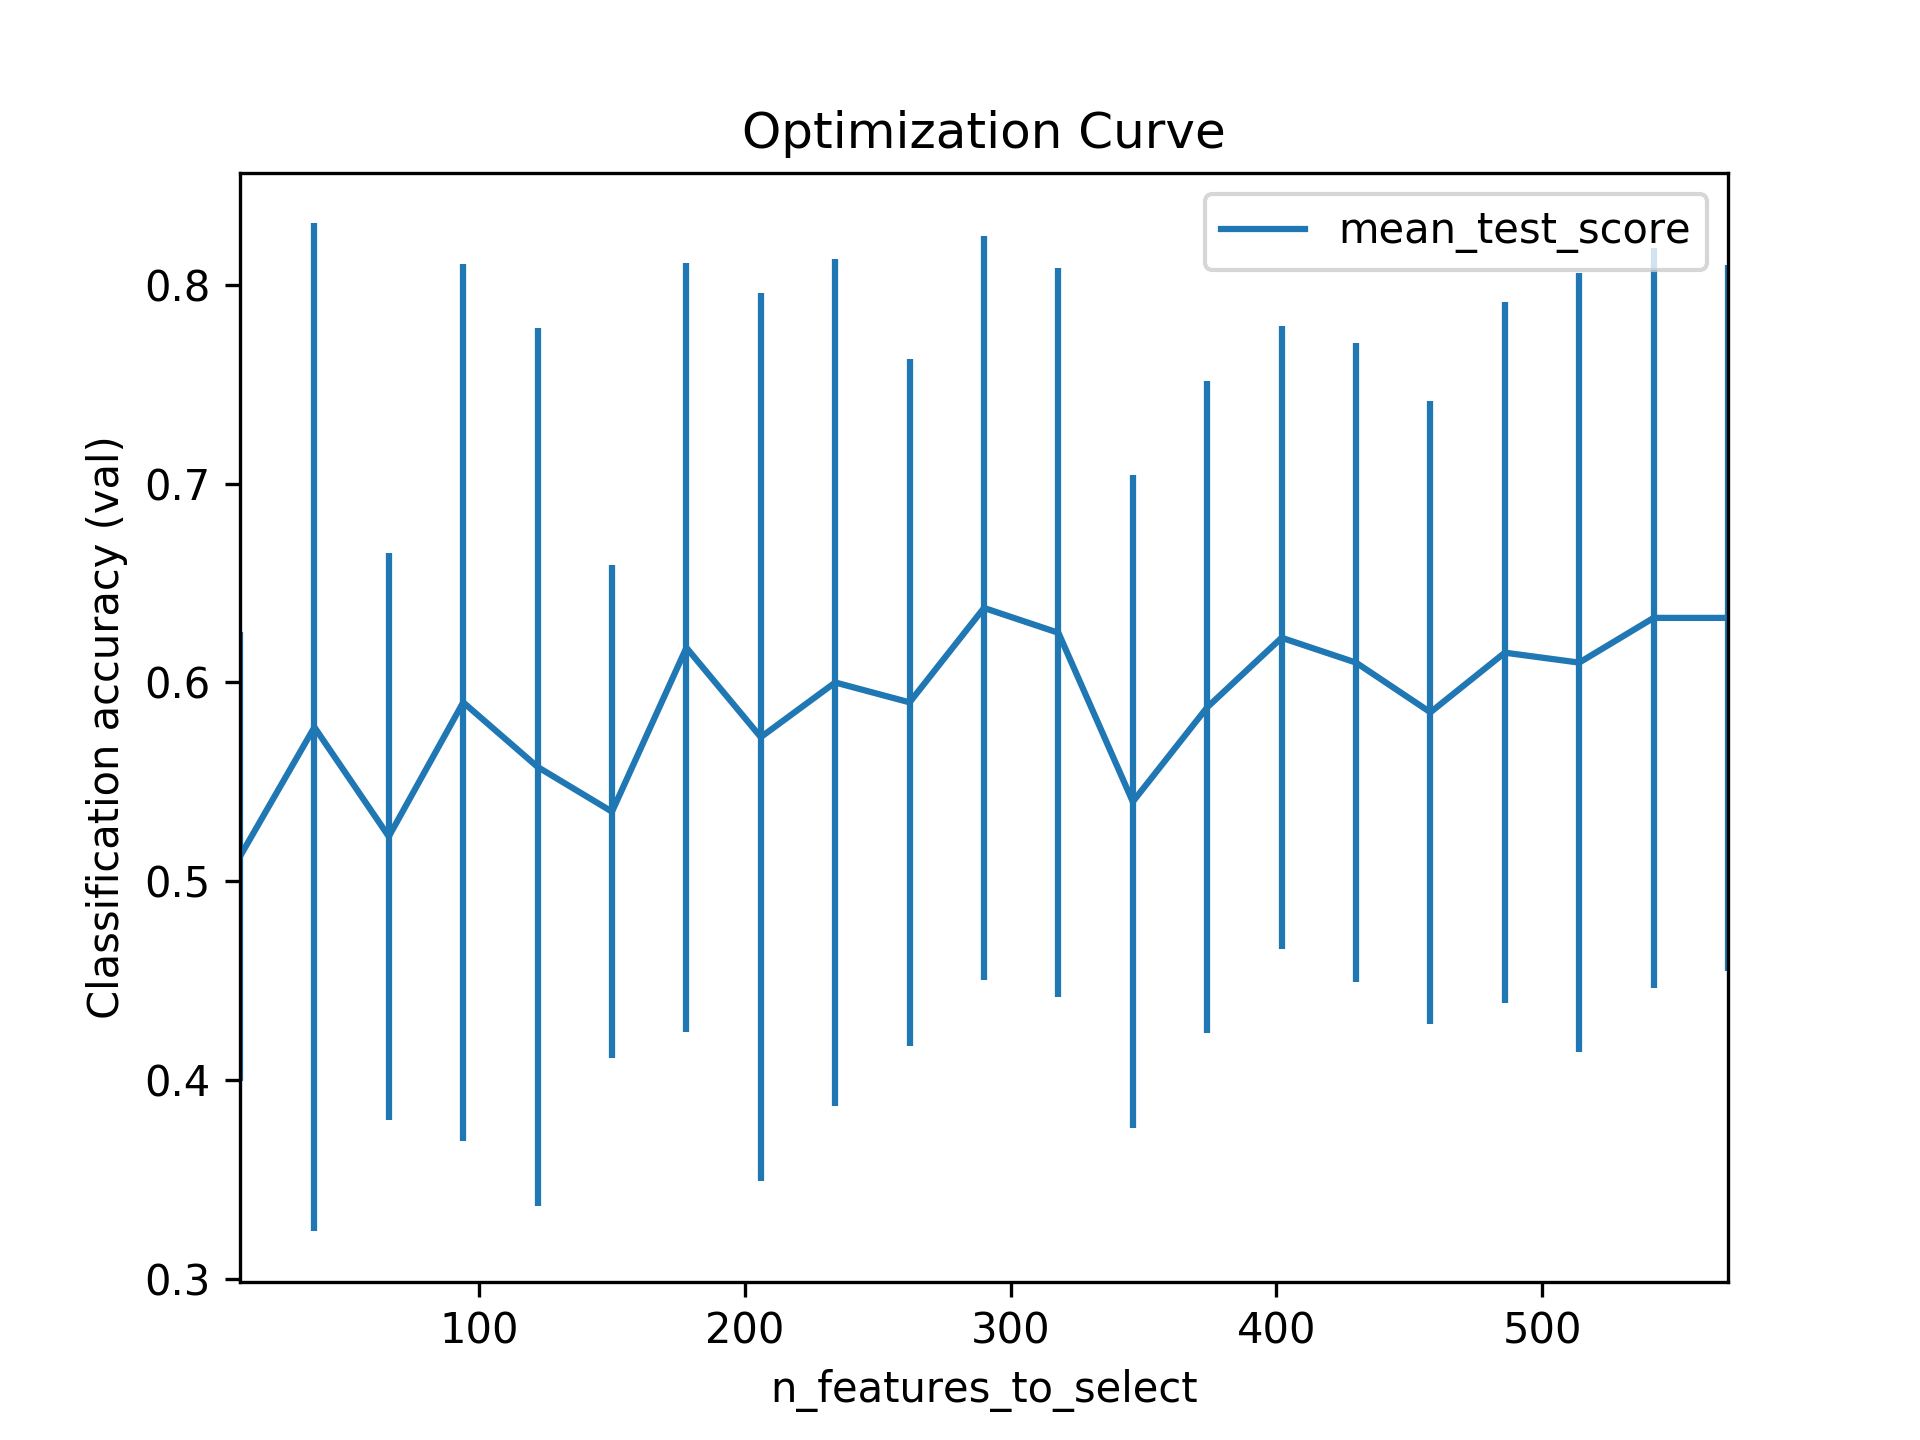 Optimization Curve
mean_test_score
Classification accuracy (val)
0.8
0.7
0.6
0.5
0.4
0.3
100 200 300 400 500
n_features_to_select